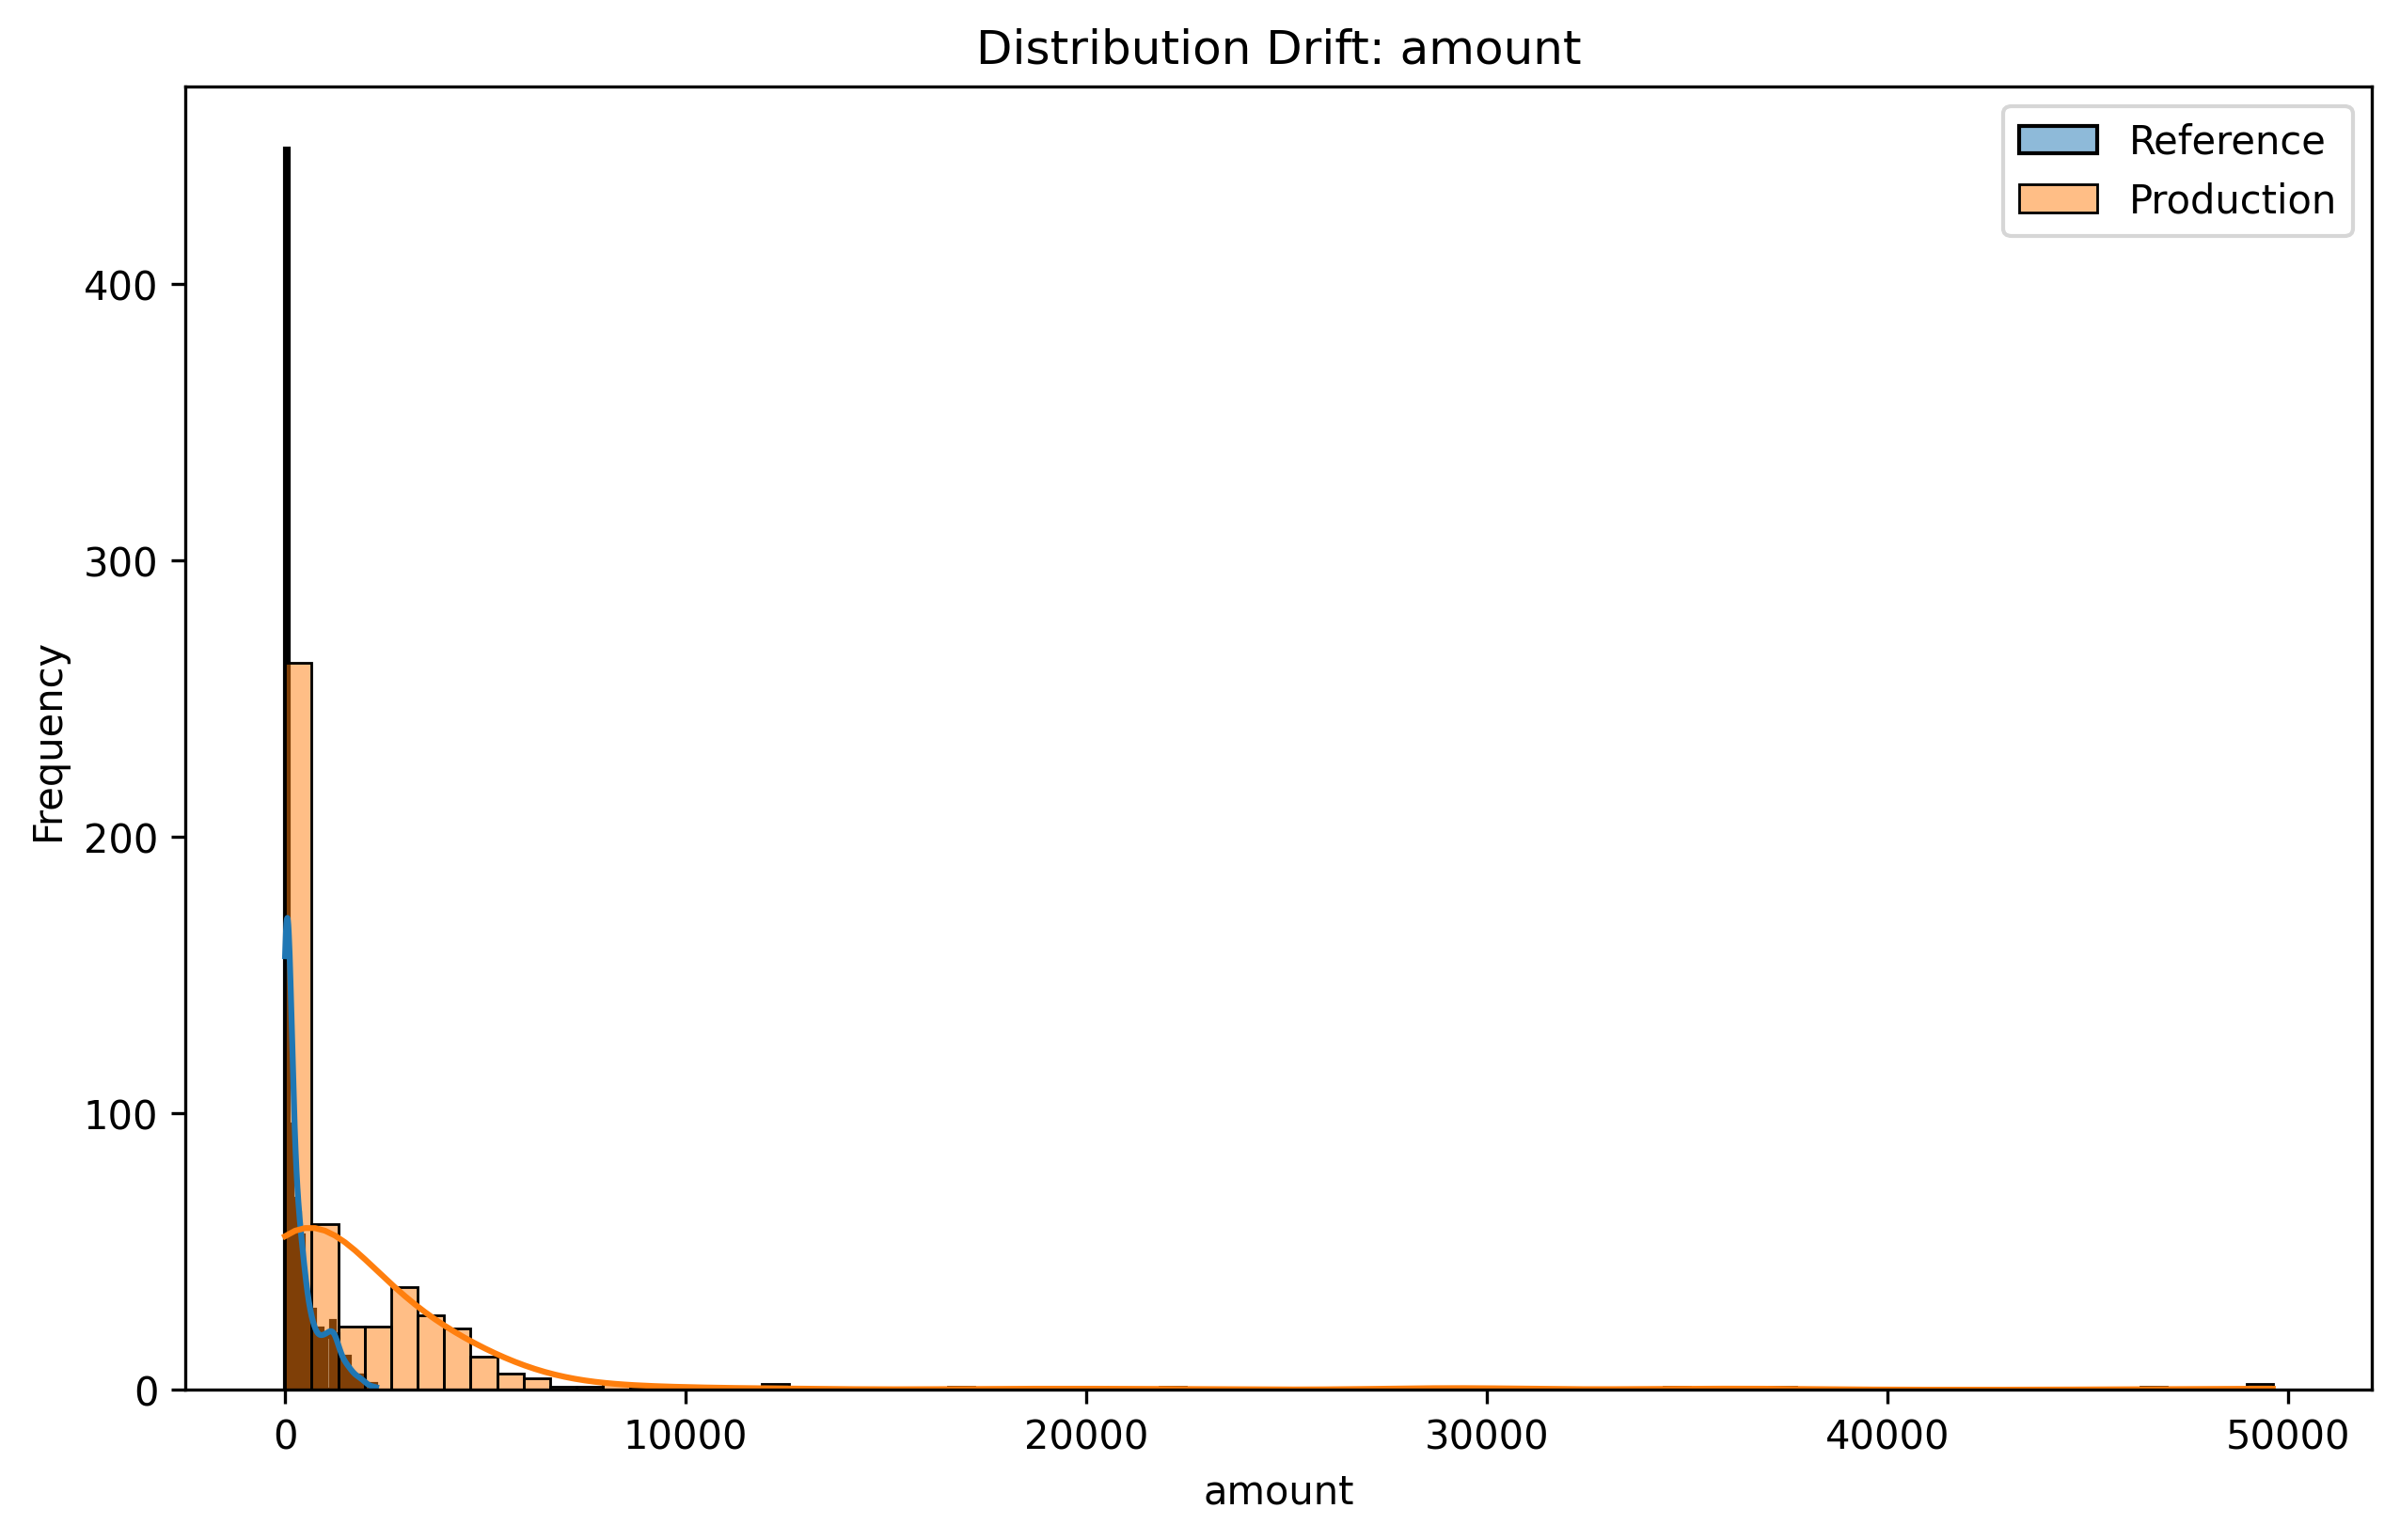 Distribution Drift: amount
Reference
Production
Frequency
400
300
200
100
0
0 10000 20000 30000 40000 50000
amount